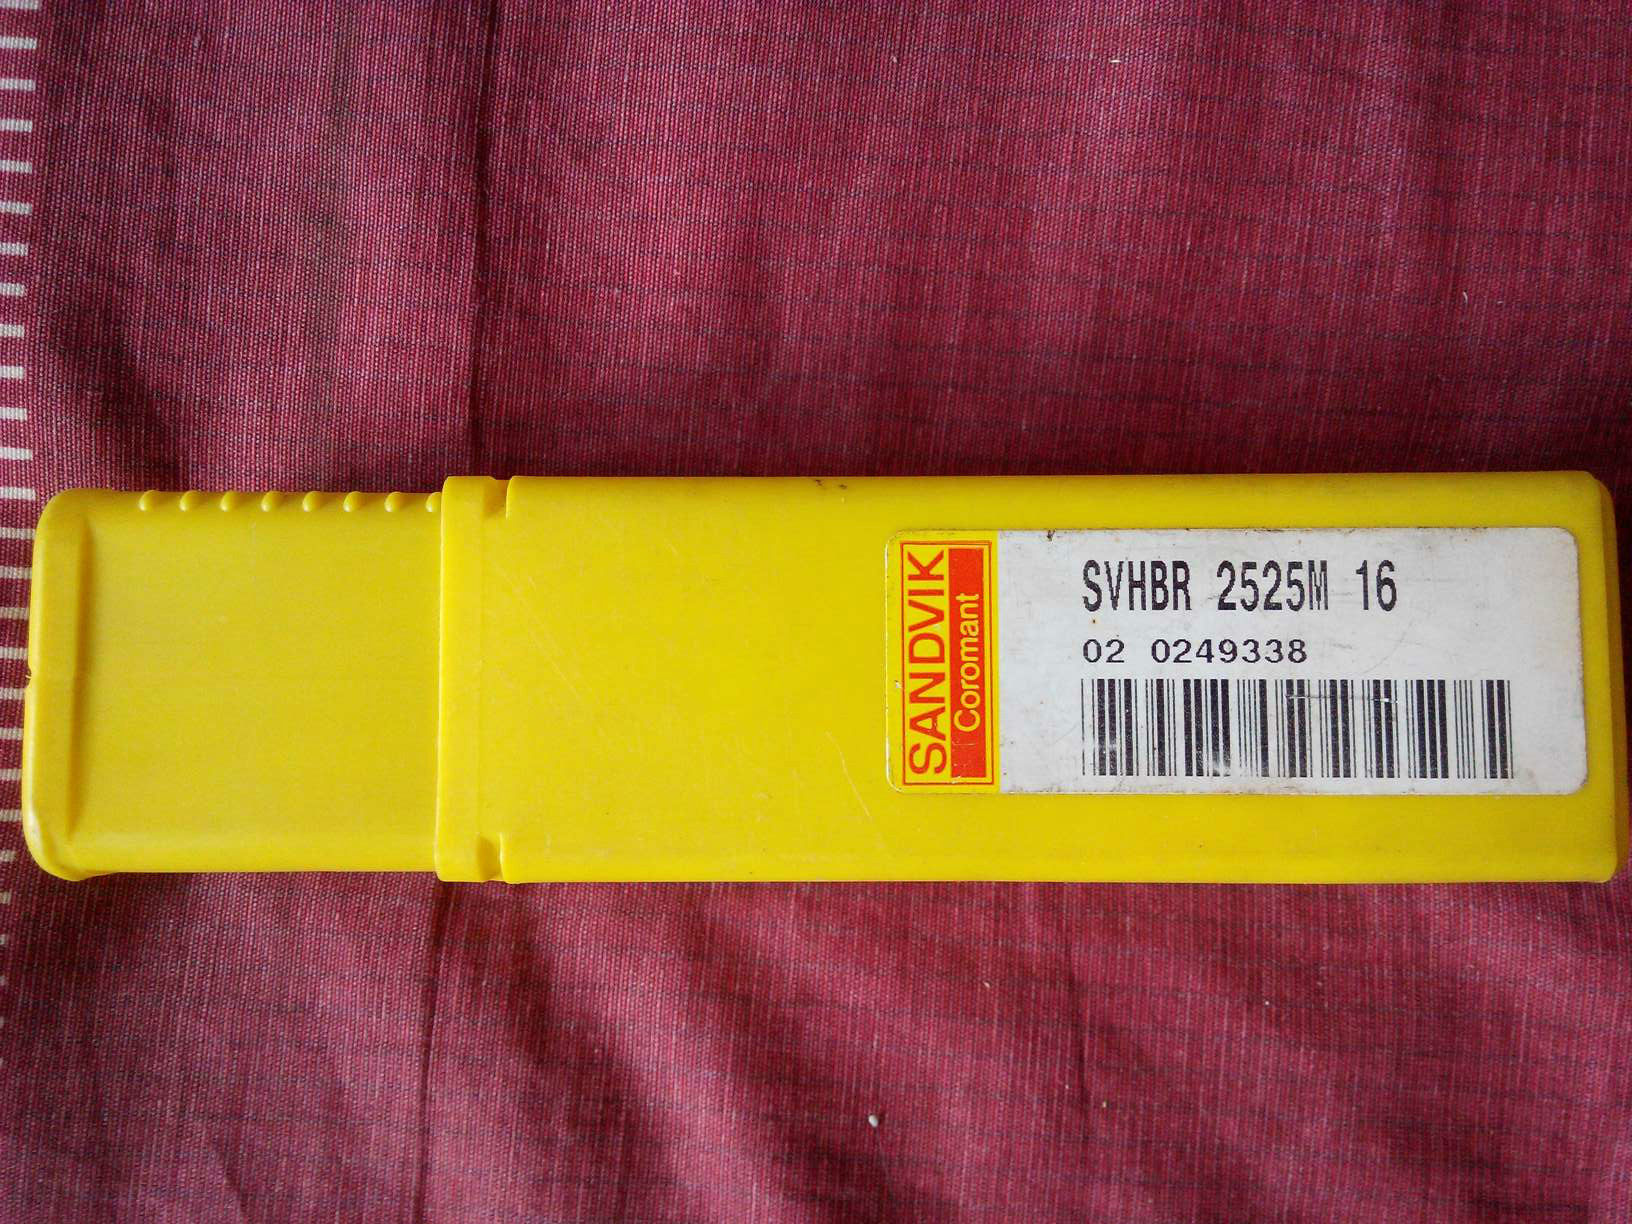 SANDVIK
Coromant
SVHBR 2525M 16
02 0249338